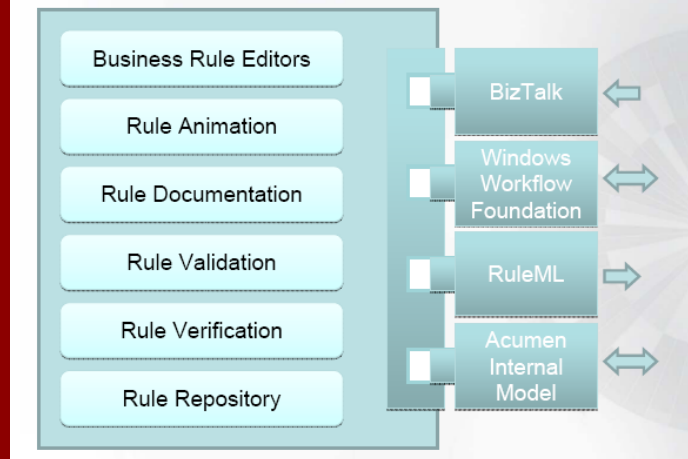 Business Rule Editors
Rule Animation
Rule Documentation
Rule Validation
Rule Verification
Rule Repository
BizTalk
Windows
Workflow
Foundation
RuleML
Acumen
Internal
Model